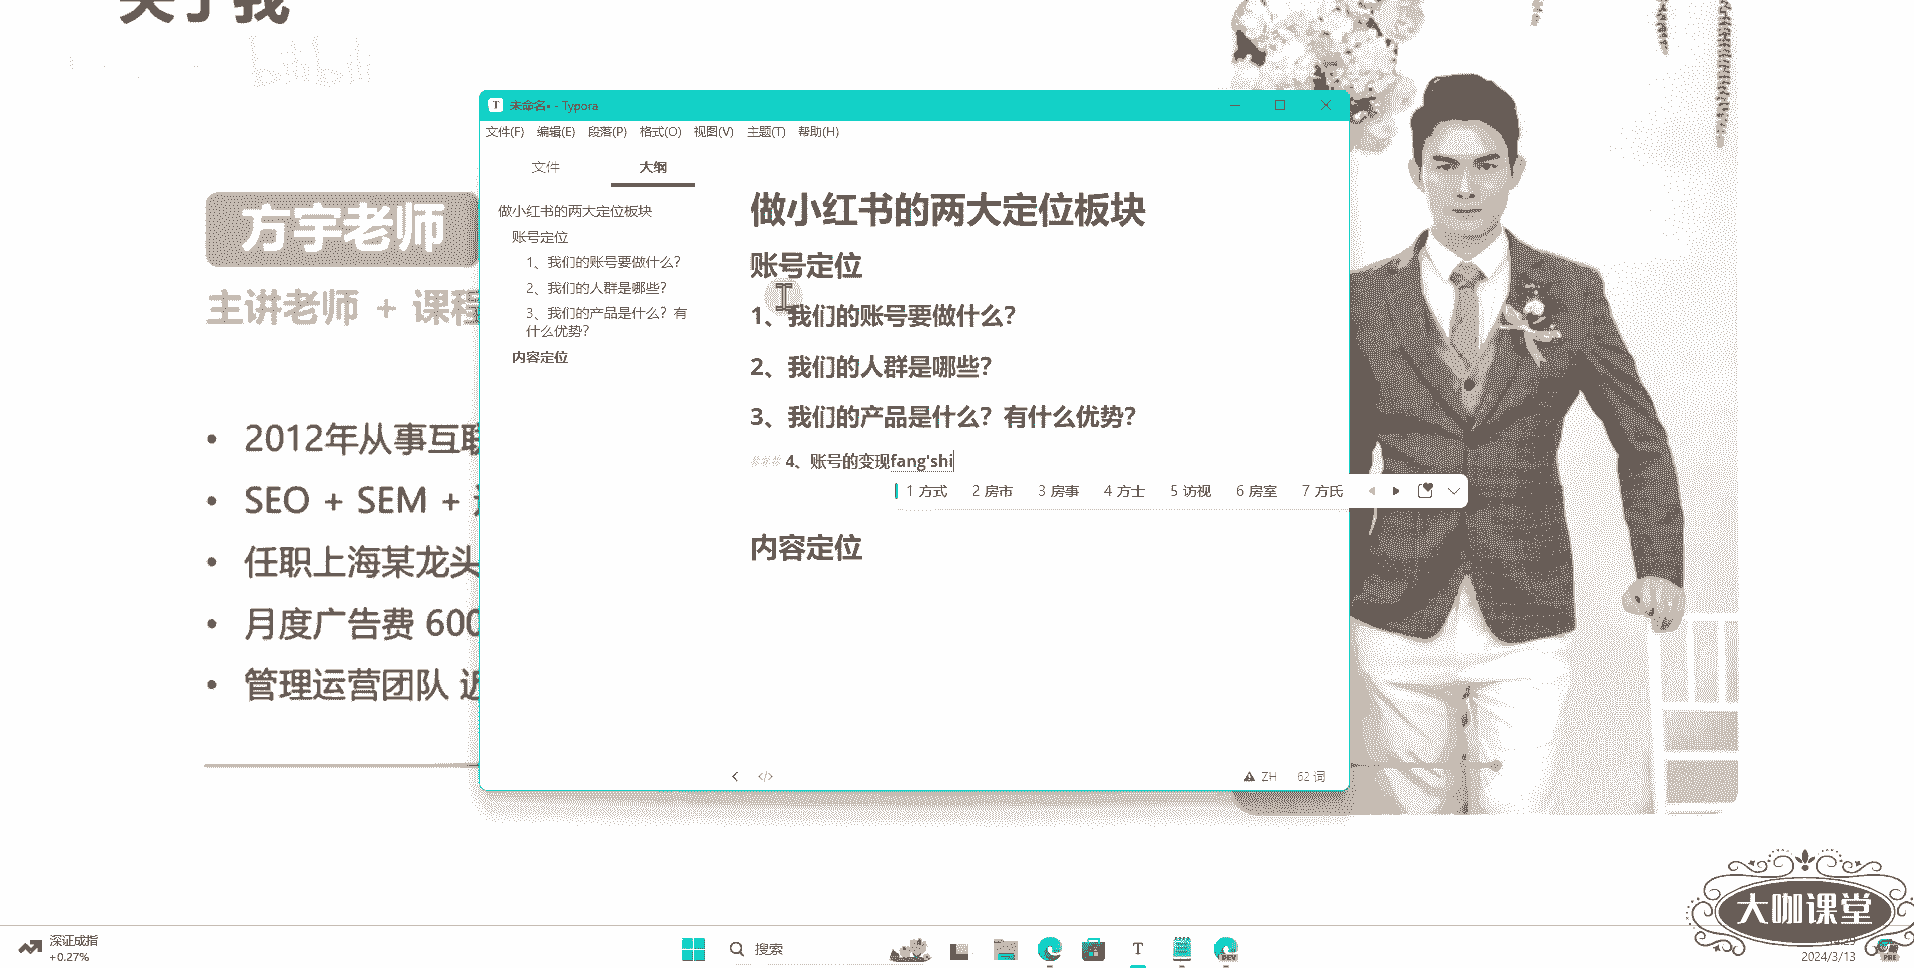 关于我
bilibili
方宇老师
主讲老师 + 课程
• 2012年从事互联
• SEO + SEM +
• 任职上海某龙头
• 月度广告费 600
• 管理运营团队 近
未命名• - Typora
文件(F) 编辑(E) 段落(P) 格式(O) 视图(V) 主题(T) 帮助(H)
文件 大纲
做小红书的两大定位板块
账号定位
1、我们的账号要做什么?
2、我们的人群是哪些?
3、我们的产品是什么? 有
什么优势?
内容定位
做小红书的两大定位板块
账号定位
1、我们的账号要做什么?
2、我们的人群是哪些?
3、我们的产品是什么? 有什么优势?
### 4、账号的变现fang'shi
1 方式 2 房市 3 房事 4 方士 5 访视 6 房室 7 方氏
内容定位
ZH 62 词
大咖课堂
深证成指
+0.27%
搜索
DEV
2024/3/13
PRE